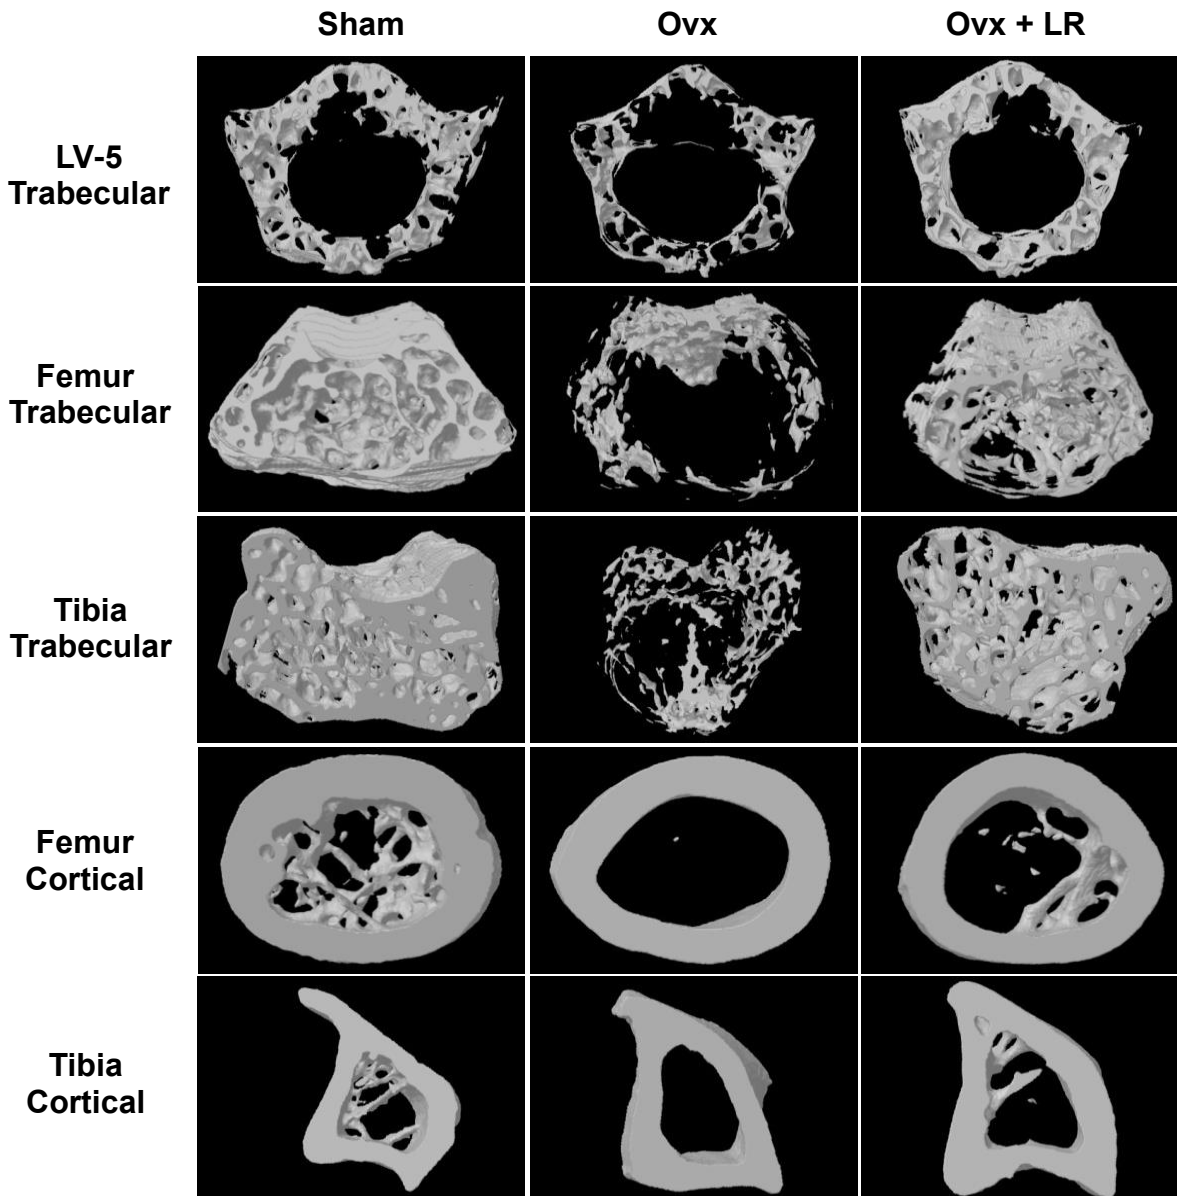 Sham
Ovx
Ovx + LR
LV-5
Trabecular
Femur
Trabecular
Tibia
Trabecular
Femur
Cortical
Tibia
Cortical